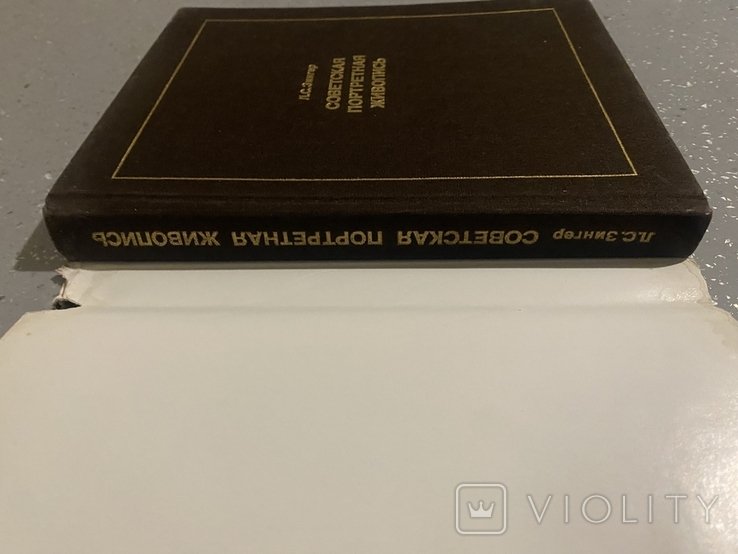 Л.С.Зингер
СОВЕТСКАЯ
ПОРТРЕТНАЯ
ЖИВОПИСЬ
Л.С.Зингер СОВЕТСКАЯ ПОРТРЕТНАЯ ЖИВОПИСЬ
VIOLITY